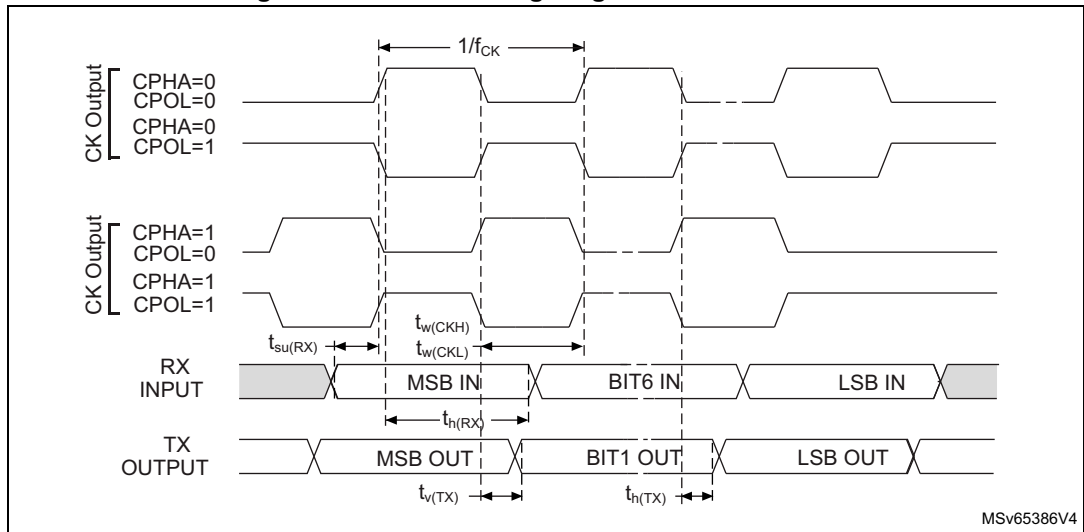 1/fCK
CK Output
CPHA=0
CPOL=0
CPHA=0
CPOL=1
CK Output
CPHA=1
CPOL=0
CPHA=1
CPOL=1
tw(CKH)
tw(CKL)
tsu(RX)
RX
INPUT
MSB IN
BIT6 IN
LSB IN
th(RX)
TX
OUTPUT
MSB OUT
BIT1 OUT
LSB OUT
tv(TX)
th(TX)
MSv65386V4